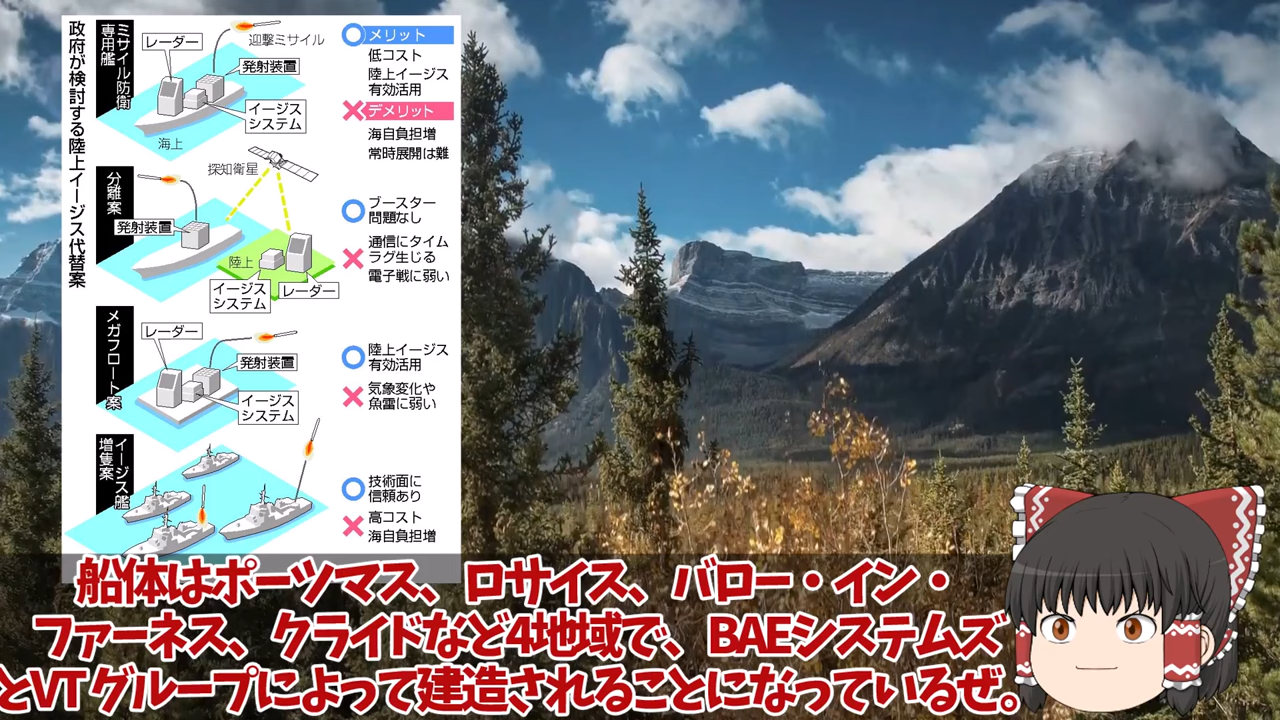 政府が検討する陸上イージス代替案
ミサイル防衛
専用艦
レーダー
迎撃ミサイル
発射装置
イージス
システム
海上
メリット
低コスト
陸上イージス
有効活用
デメリット
海自負担増
常時展開は難
分離案
探知衛星
発射装置
陸上
イージス
システム
レーダー
ブースター
問題なし
通信にタイム
ラグ生じる
電子戦に弱い
メガフロート案
レーダー
発射装置
イージス
システム
陸上イージス
有効活用
気象変化や
魚雷に弱い
イージス艦
増隻案
技術面に
信頼あり
高コスト
海自負担増
船体はポーツマス、ロサイス、バロー・イン・
ファーネス、クライドなど4地域で、BAEシステムズ
とVTグループによって建造されることになっているぜ。